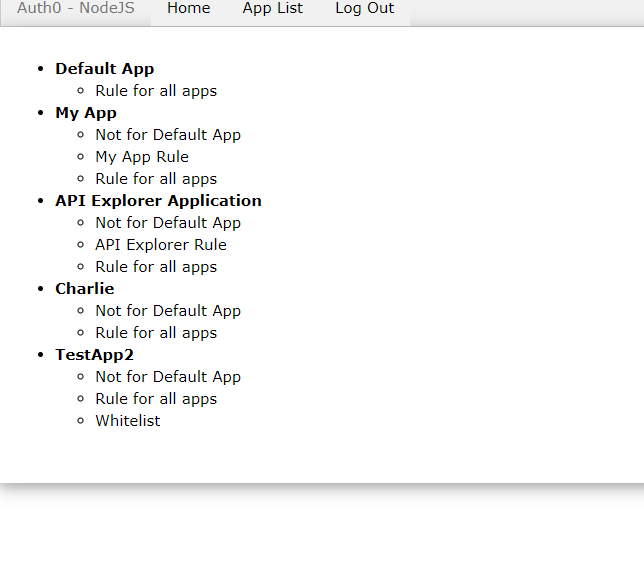 Auth0 - NodeJS Home App List Log Out
Default App
Rule for all apps
My App
Not for Default App
My App Rule
Rule for all apps
API Explorer Application
Not for Default App
API Explorer Rule
Rule for all apps
Charlie
Not for Default App
Rule for all apps
TestApp2
Not for Default App
Rule for all apps
Whitelist